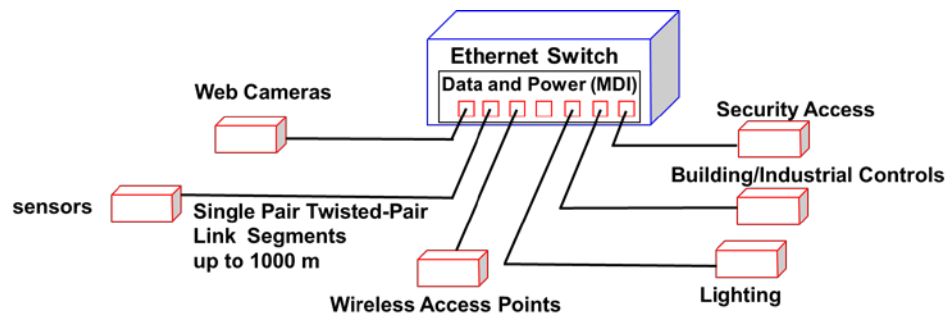 Ethernet Switch
Data and Power (MDI)
Web Cameras
Security Access
Building/Industrial Controls
sensors
Single Pair Twisted-Pair
Link Segments
up to 1000 m
Wireless Access Points
Lighting